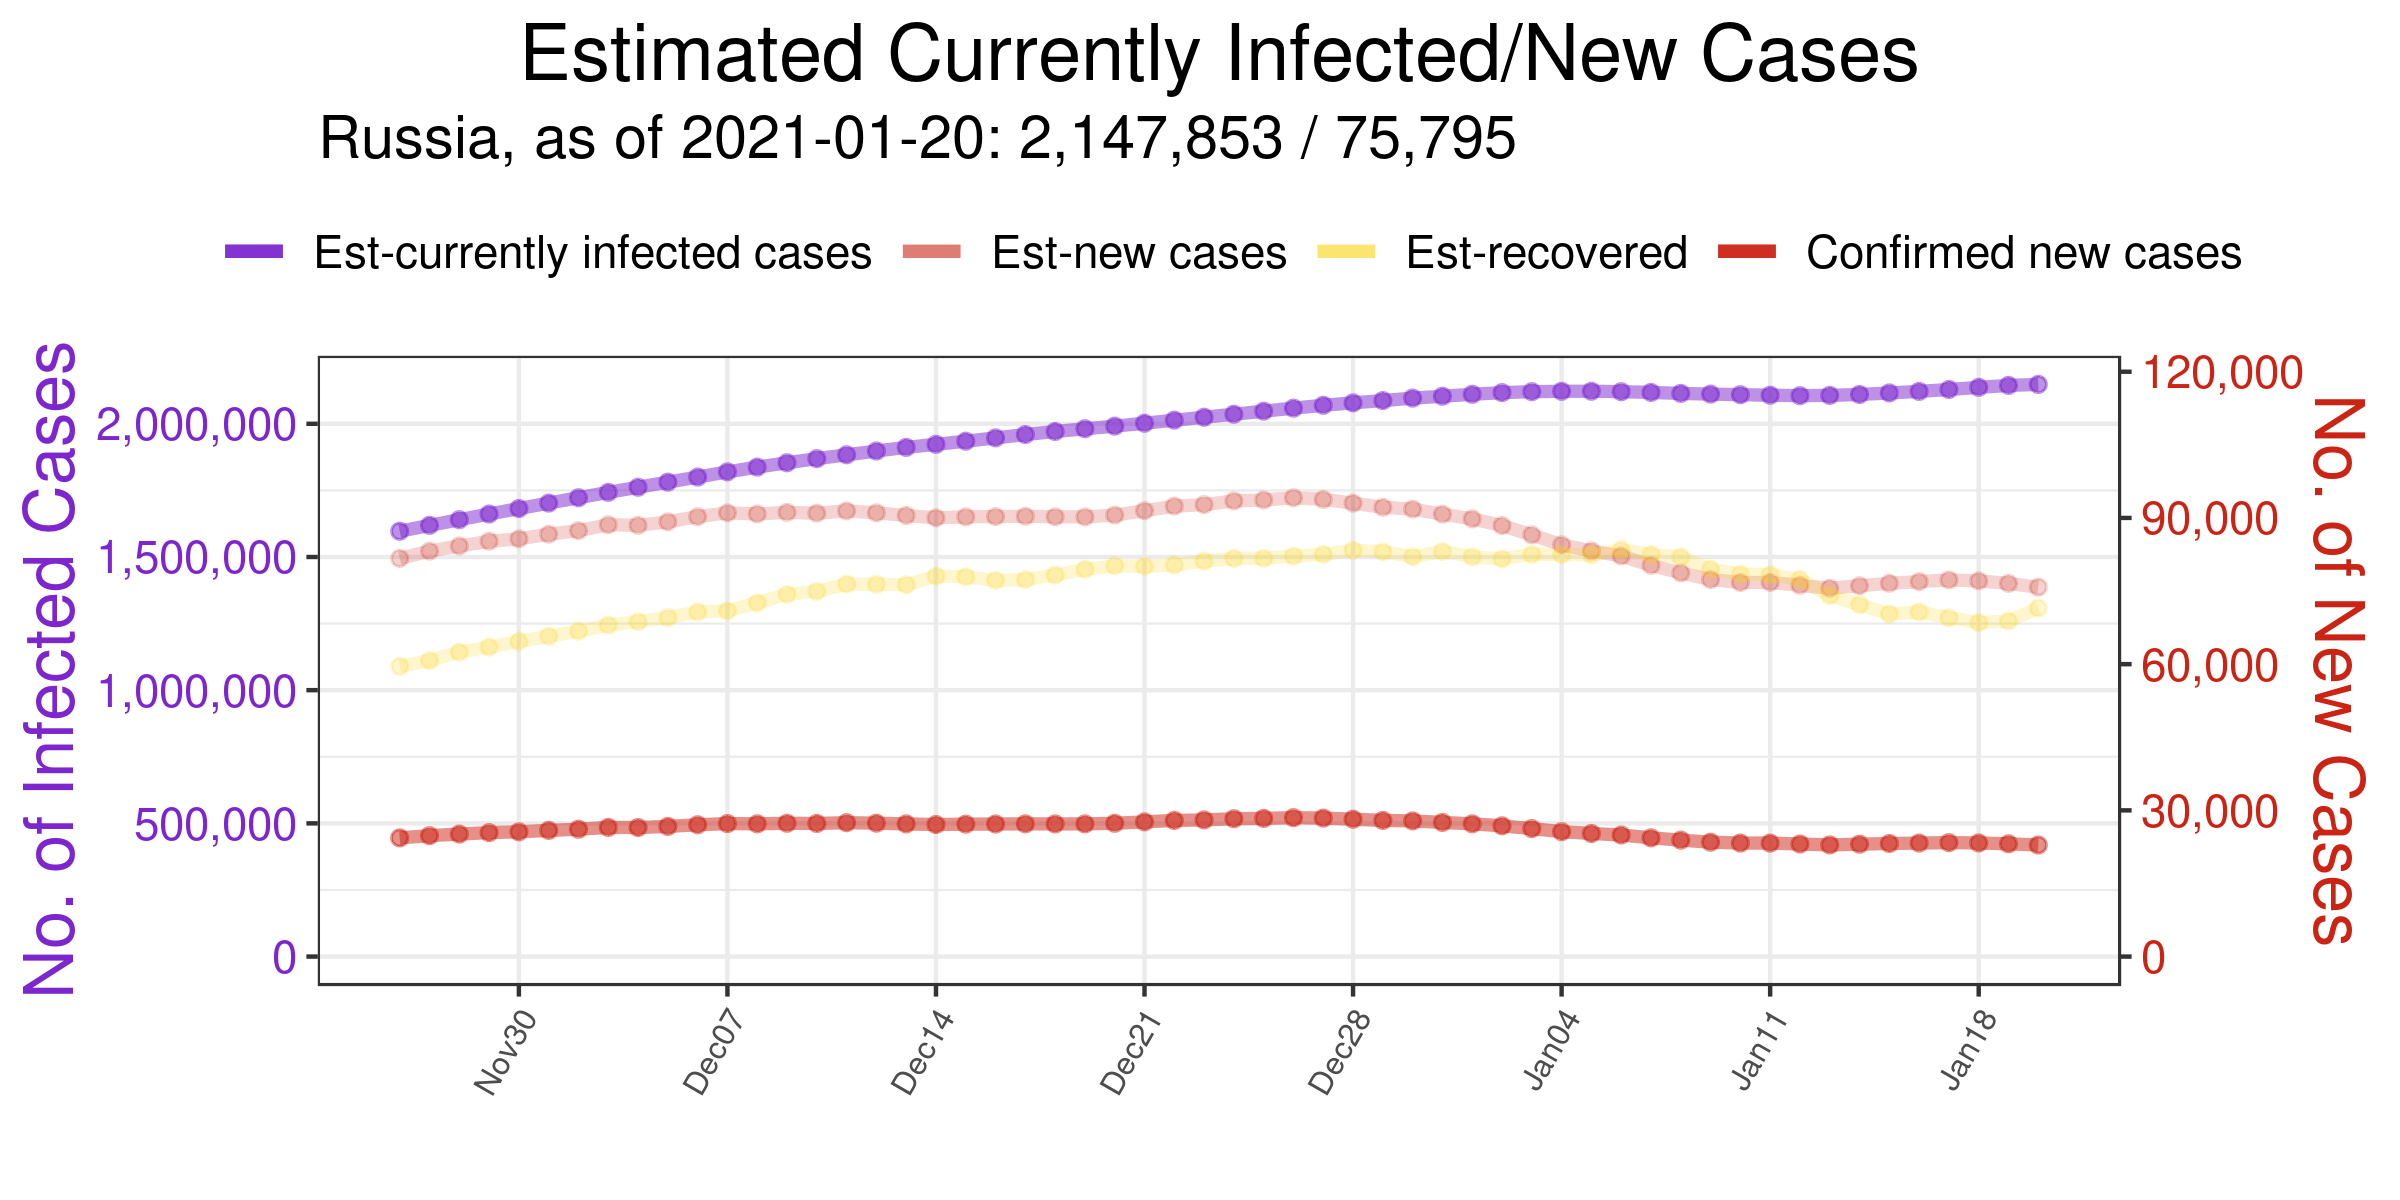 Estimated Currently Infected/New Cases
Russia, as of 2021-01-20: 2,147,853 / 75,795
Est-currently infected cases Est-new cases Est-recovered Confirmed new cases
No. of Infected Cases
2,000,000
1,500,000
1,000,000
500,000
0
120,000
90,000
60,000
30,000
0
No. of New Cases
Nov30 Dec07 Dec14 Dec21 Dec28 Jan04 Jan11 Jan18